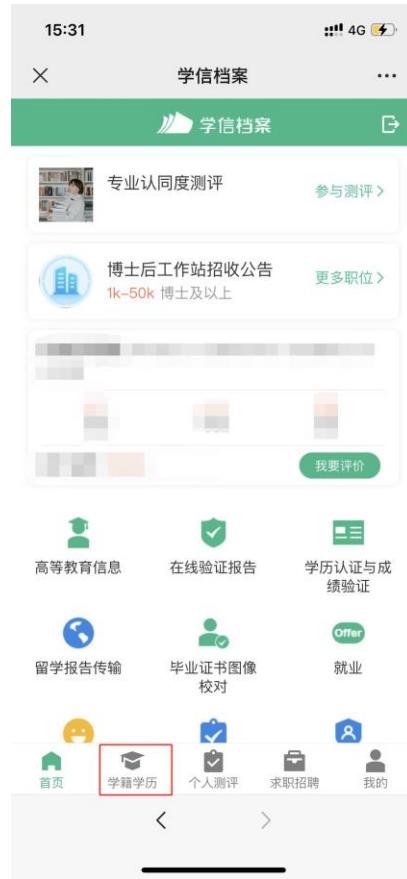 15:31
4G
学信档案
学信档案
专业认同度测评
参与测评>
博士后工作站招收公告
更多职位>
1k-50k 博士及以上
我要评价
高等教育信息
在线验证报告
学历认证与成
绩验证
Offer
留学报告传输
毕业证书图像
校对
就业
首页
学籍学历
个人测评
求职招聘
我的